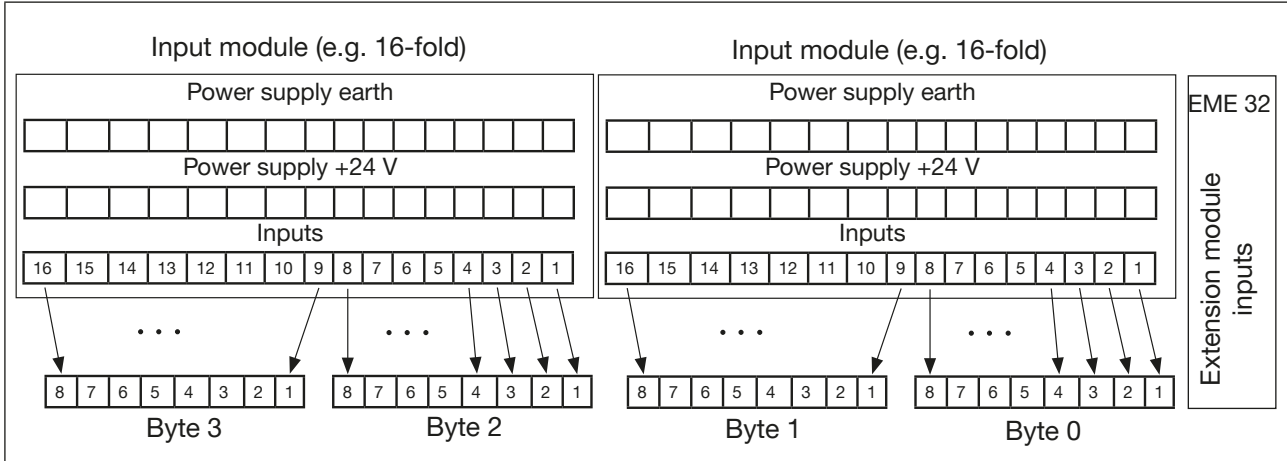 Input module (e.g. 16-fold)
Power supply earth
Power supply +24 V
Inputs
16 15 14 13 12 11 10 9 8 7 6 5 4 3 2 1
. . . . . .
8 7 6 5 4 3 2 1 8 7 6 5 4 3 2 1
Byte 3 Byte 2
Input module (e.g. 16-fold)
Power supply earth
Power supply +24 V
Inputs
16 15 14 13 12 11 10 9 8 7 6 5 4 3 2 1
. . . . . .
8 7 6 5 4 3 2 1 8 7 6 5 4 3 2 1
Byte 1 Byte 0
EME 32
Extension module
inputs